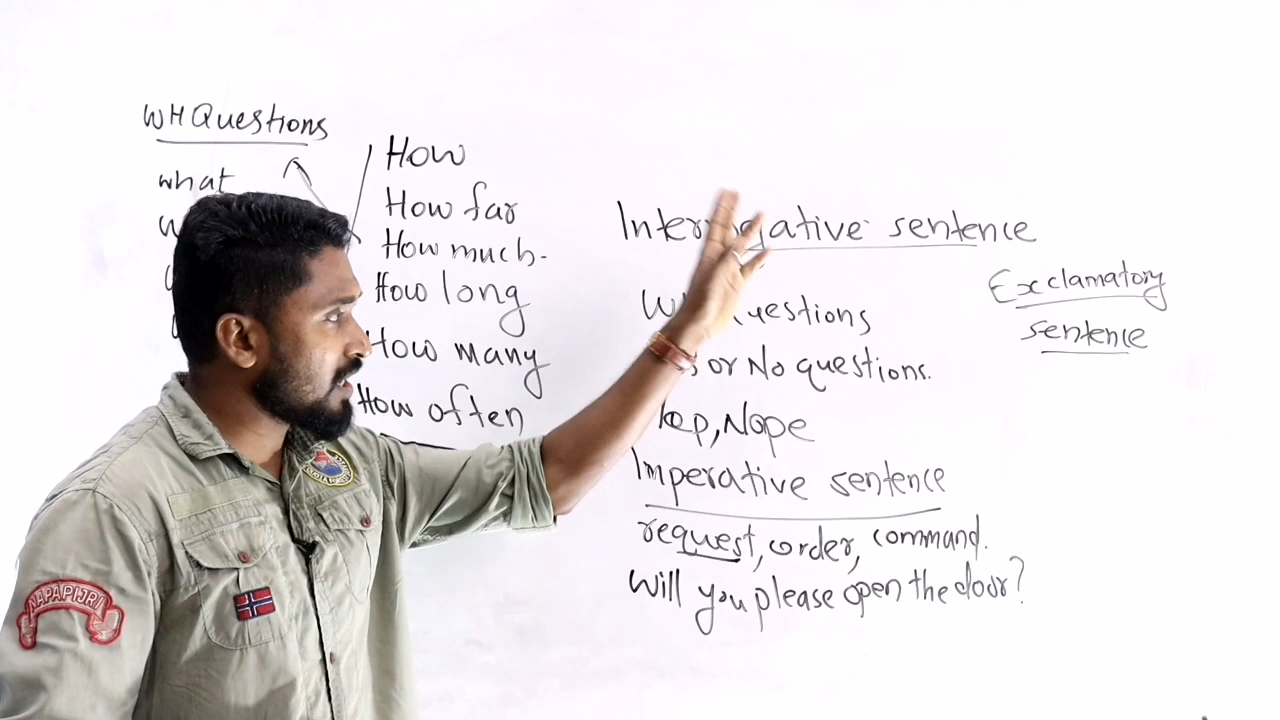 WH Questions
what
How
How far
How much.
How long
How many
How often
Interrogative sentence
Questions
or No questions.
Nope
Imperative sentence
request, order, command.
Will you please open the door?
Exclamatory
sentence
NAPAPIJRI